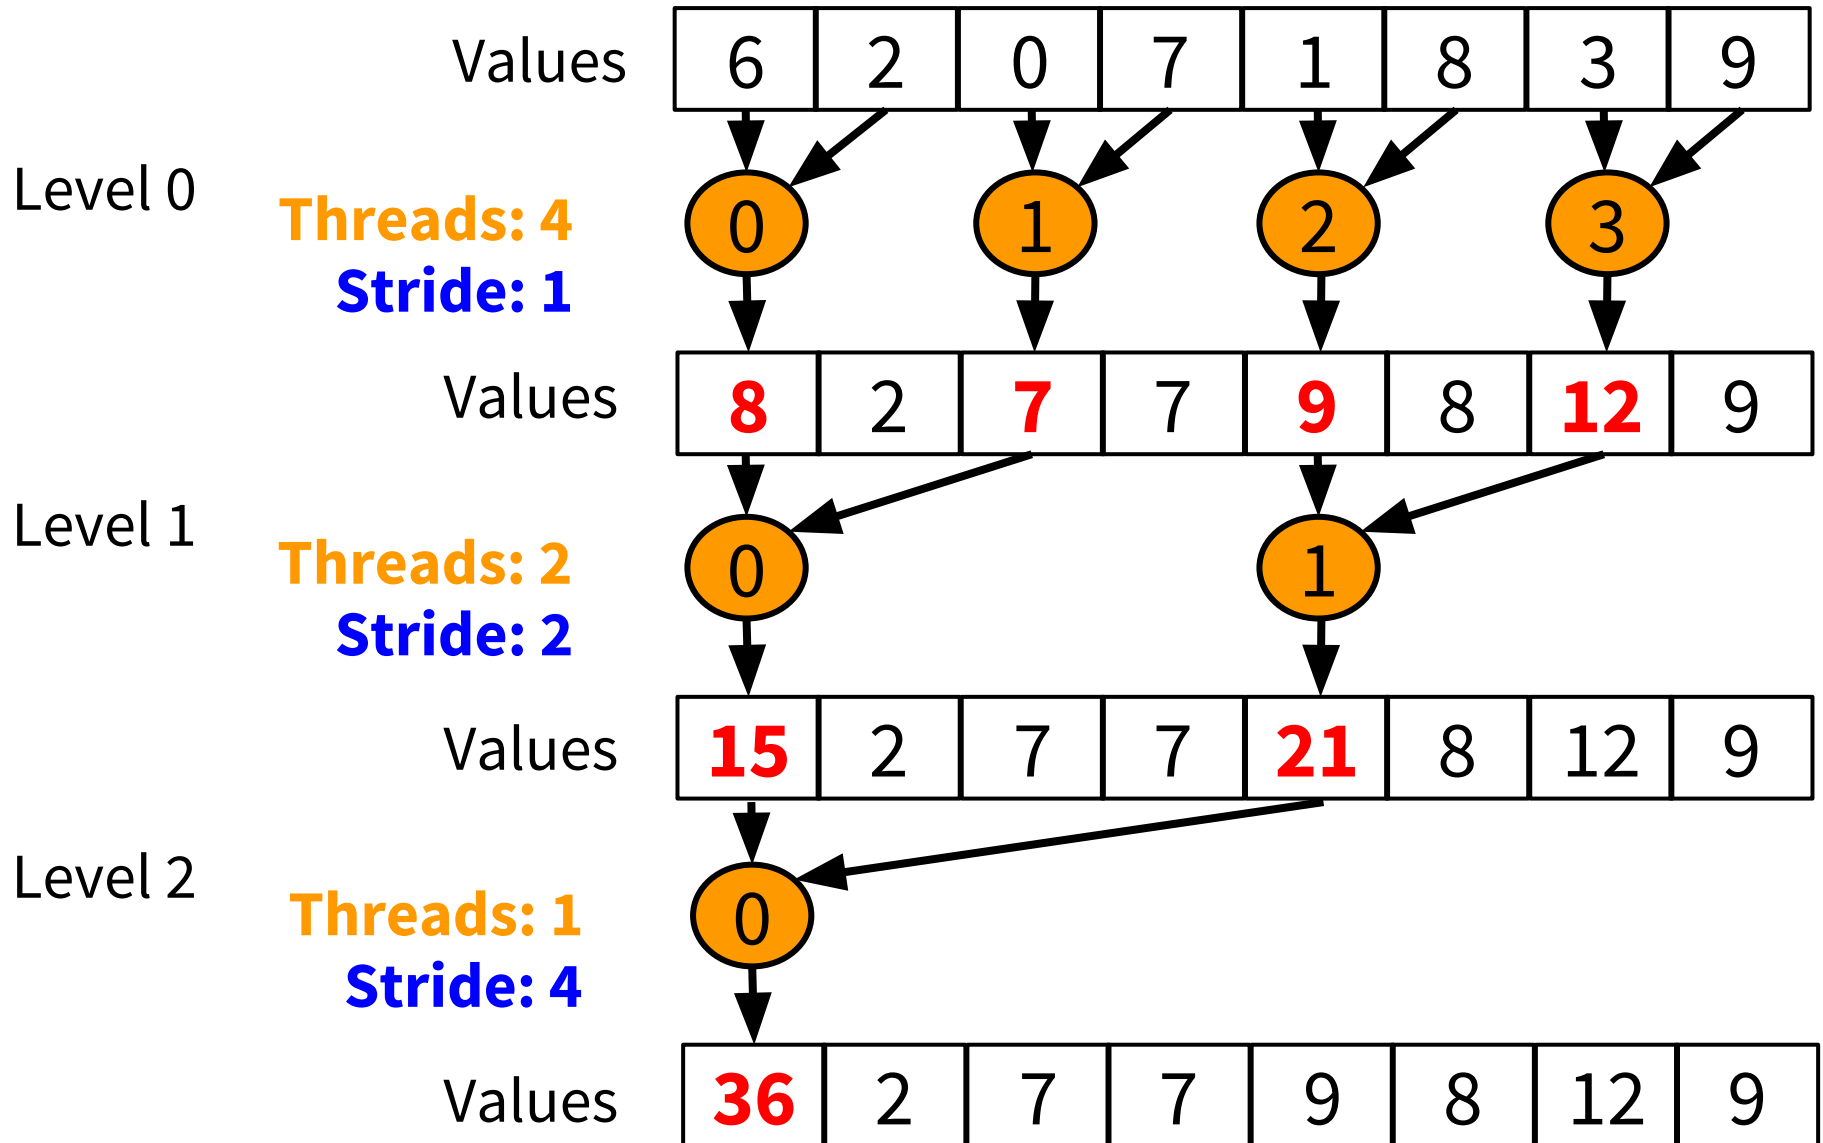 Values 6 2 0 7 1 8 3 9
Level 0
Threads: 4 0 1 2 3
Stride: 1
Values 8 2 7 7 9 8 12 9
Level 1
Threads: 2 0 1
Stride: 2
Values 15 2 7 7 21 8 12 9
Level 2
Threads: 1 0
Stride: 4
Values 36 2 7 7 9 8 12 9